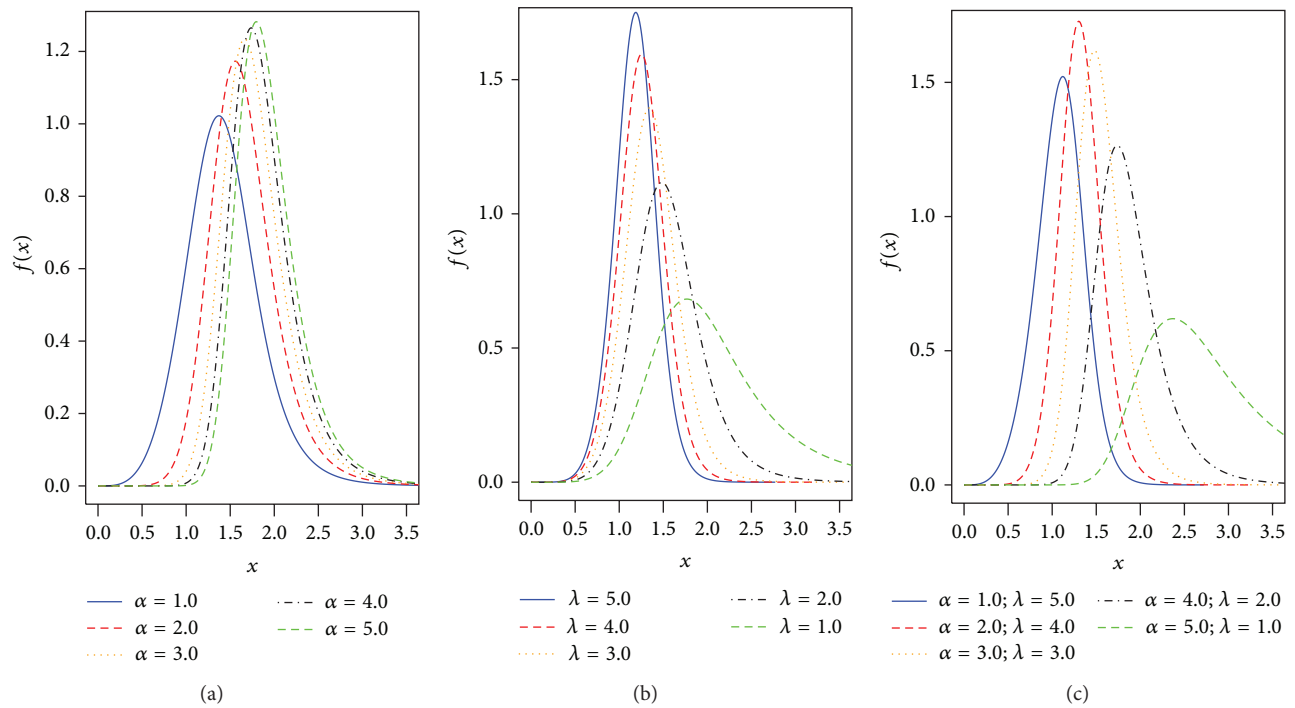 f(x)
1.2
1.0
0.8
0.6
0.4
0.2
0.0
0.0 0.5 1.0 1.5 2.0 2.5 3.0 3.5
x
α = 1.0
α = 2.0
α = 3.0
α = 4.0
α = 5.0
(a)
f(x)
1.5
1.0
0.5
0.0
0.0 0.5 1.0 1.5 2.0 2.5 3.0 3.5
x
λ = 5.0
λ = 4.0
λ = 3.0
λ = 2.0
λ = 1.0
(b)
f(x)
1.5
1.0
0.5
0.0
0.0 0.5 1.0 1.5 2.0 2.5 3.0 3.5
x
α = 1.0; λ = 5.0
α = 2.0; λ = 4.0
α = 3.0; λ = 3.0
α = 4.0; λ = 2.0
α = 5.0; λ = 1.0
(c)